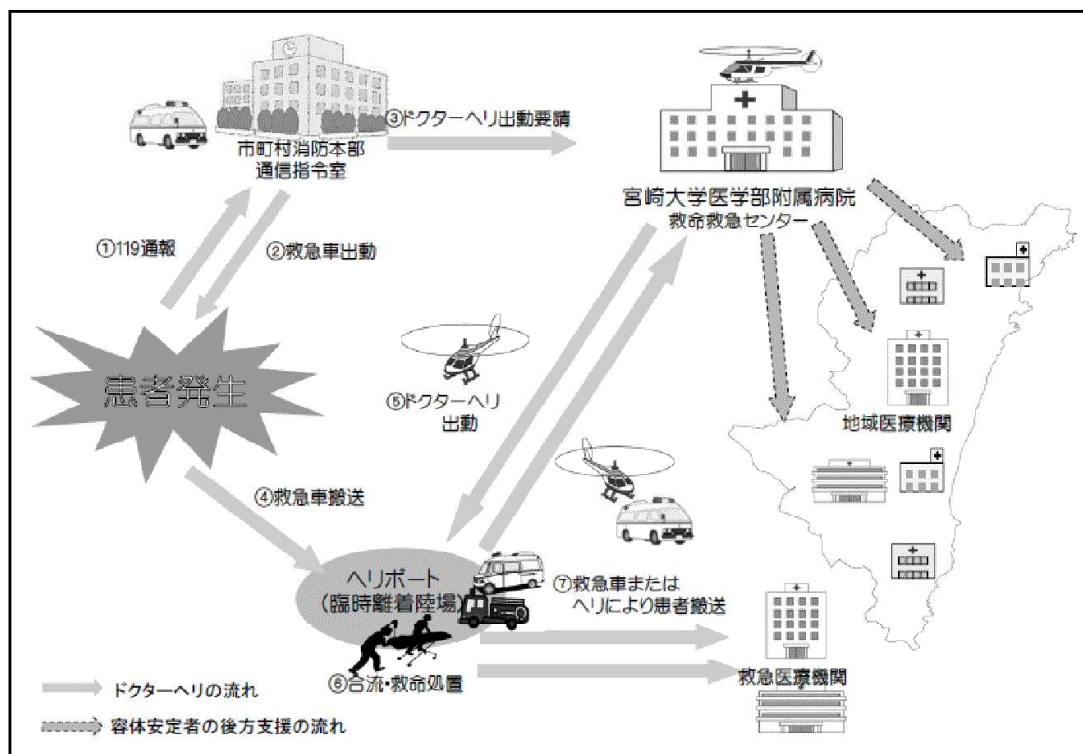 ③ドクターヘリ出動要請
市町村消防本部
通信指令室
宮崎大学医学部附属病院
救命救急センター
①119通報
②救急車出動
患者発生
⑤ドクターヘリ
出動
地域医療機関
④救急車搬送
ヘリポート
(臨時離着陸場)
⑦救急車または
ヘリにより患者搬送
⑥合流・救命処置
救急医療機関
ドクターヘリの流れ
容体安定者の後方支援の流れ